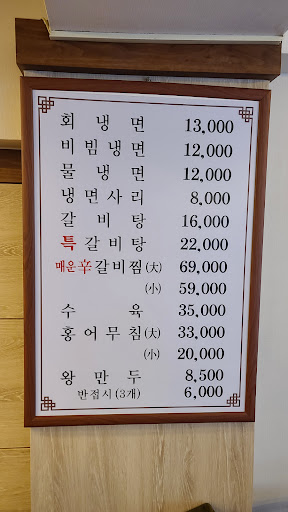 회냉면 13,000
비빔냉면 12,000
물냉면 12,000
냉면사리 8,000
갈비탕 16,000
특갈비탕 22,000
매운辛갈비찜(大) 69,000
(小) 59,000
수육 35,000
홍어무침(大) 33,000
(小) 20,000
왕만두 8,500
반접시(3개) 6,000